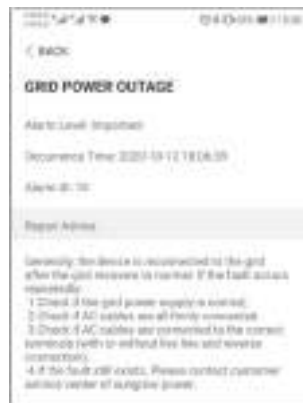 < BACK
GRID POWER OUTAGE
Alarm Level: Important
Occurrence Time: 2020-10-12 18:06:39
Alarm ID: 10
Repair Advice
Generally, the device is reconnected to the grid
after the grid recovers to normal. If the fault occurs
repeatedly:
1. Check if the grid power supply is normal;
2. Check if AC cables are all firmly connected;
3. Check if AC cables are connected to the correct
terminals (with or without live line and reverse
connection);
4. If the fault still exists, Please contact customer
service center of sungrow power.